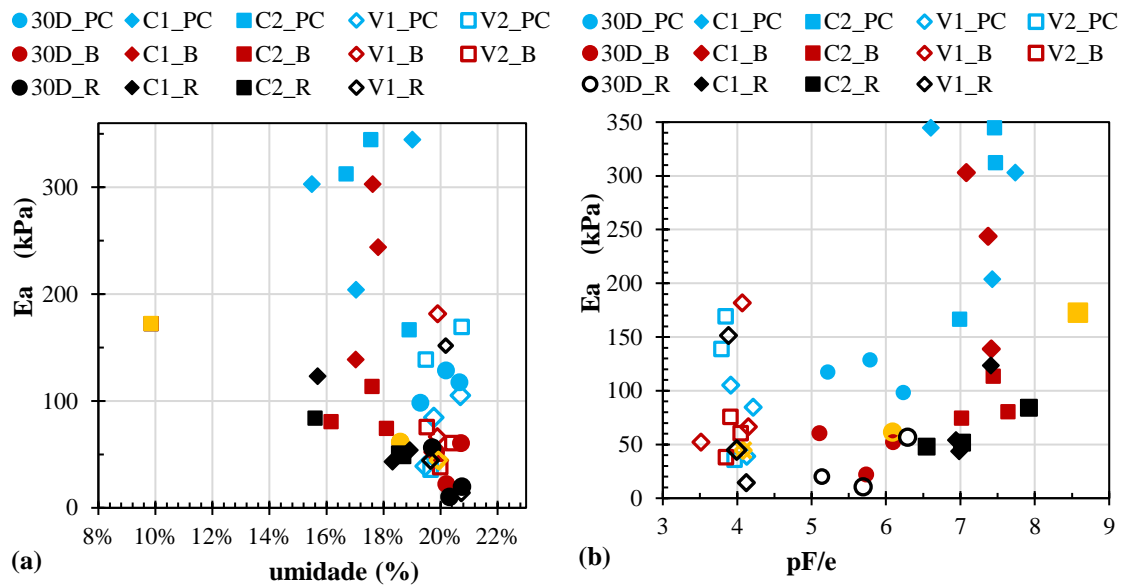 30D_PC C1_PC C2_PC V1_PC V2_PC
30D_B C1_B C2_B V1_B V2_B
30D_R C1_R C2_R V1_R
Ea (kPa)
300
200
100
0
8% 10% 12% 14% 16% 18% 20% 22%
(a) umidade (%)
30D_PC C1_PC C2_PC V1_PC V2_PC
30D_B C1_B C2_B V1_B V2_B
30D_R C1_R C2_R V1_R
Ea (kPa)
350
300
250
200
150
100
50
0
3 4 5 6 7 8 9
(b) pF/e